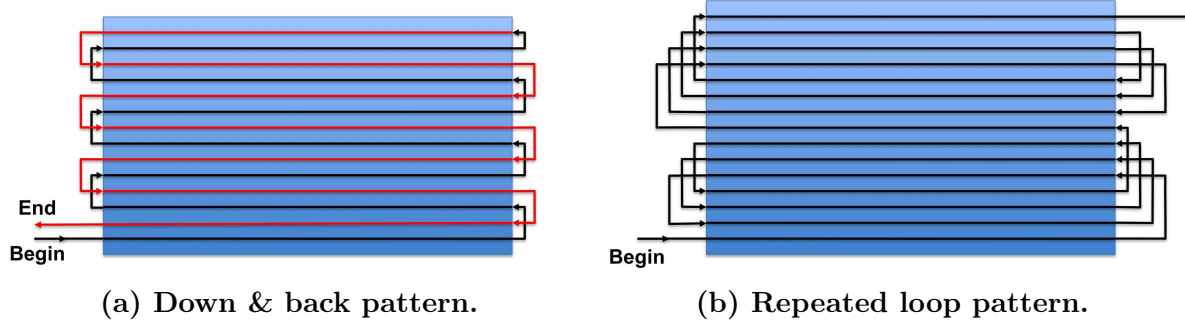 End
Begin
Begin
(a) Down & back pattern.
(b) Repeated loop pattern.